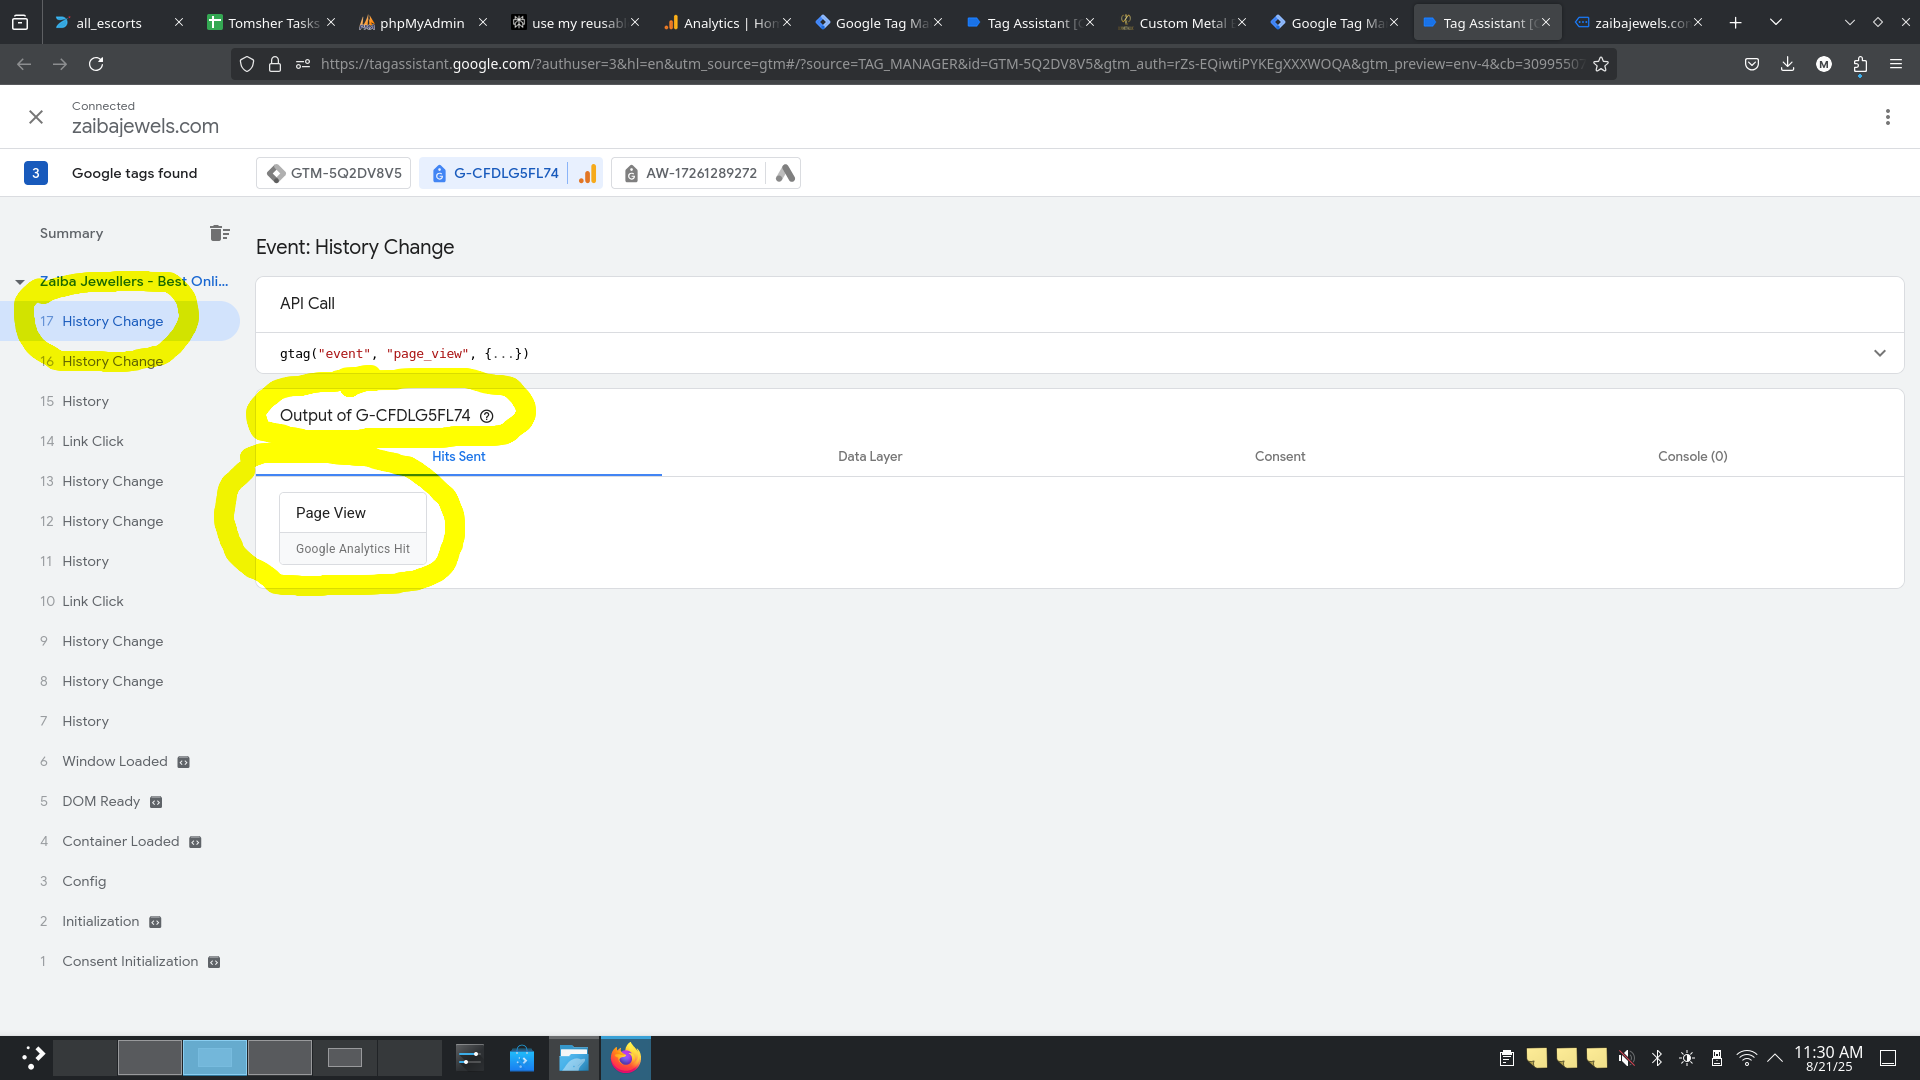 all_escorts
Tomsher Tasks
phpMyAdmin
use my reusab
Analytics | Hon
Google Tag Ma
Tag Assistant [
Custom Metal
Google Tag Ma
Tag Assistant [
zaibajewels.co
https://tagassistant.google.com/?authuser=3&hl=en&utm_source=gtm#/?source=TAG_MANAGER&id=GTM-5Q2DV8V5&gtm_auth=rZs-EQiwtiPYKEgXXXWOQA&gtm_preview=env-4&cb=30995507
Connected
zaibajewels.com
3 Google tags found
GTM-5Q2DV8V5
G-CFDLG5FL74
AW-17261289272
Summary
Zaiba Jewellers - Best Onli...
17 History Change
16 History Change
15 History
14 Link Click
13 History Change
12 History Change
11 History
10 Link Click
9 History Change
8 History Change
7 History
6 Window Loaded
5 DOM Ready
4 Container Loaded
3 Config
2 Initialization
1 Consent Initialization
Event: History Change
API Call
gtag("event", "page_view", {...})
Output of G-CFDLG5FL74
Hits Sent
Data Layer
Consent
Console (0)
Page View
Google Analytics Hit
11:30 AM
8/21/25